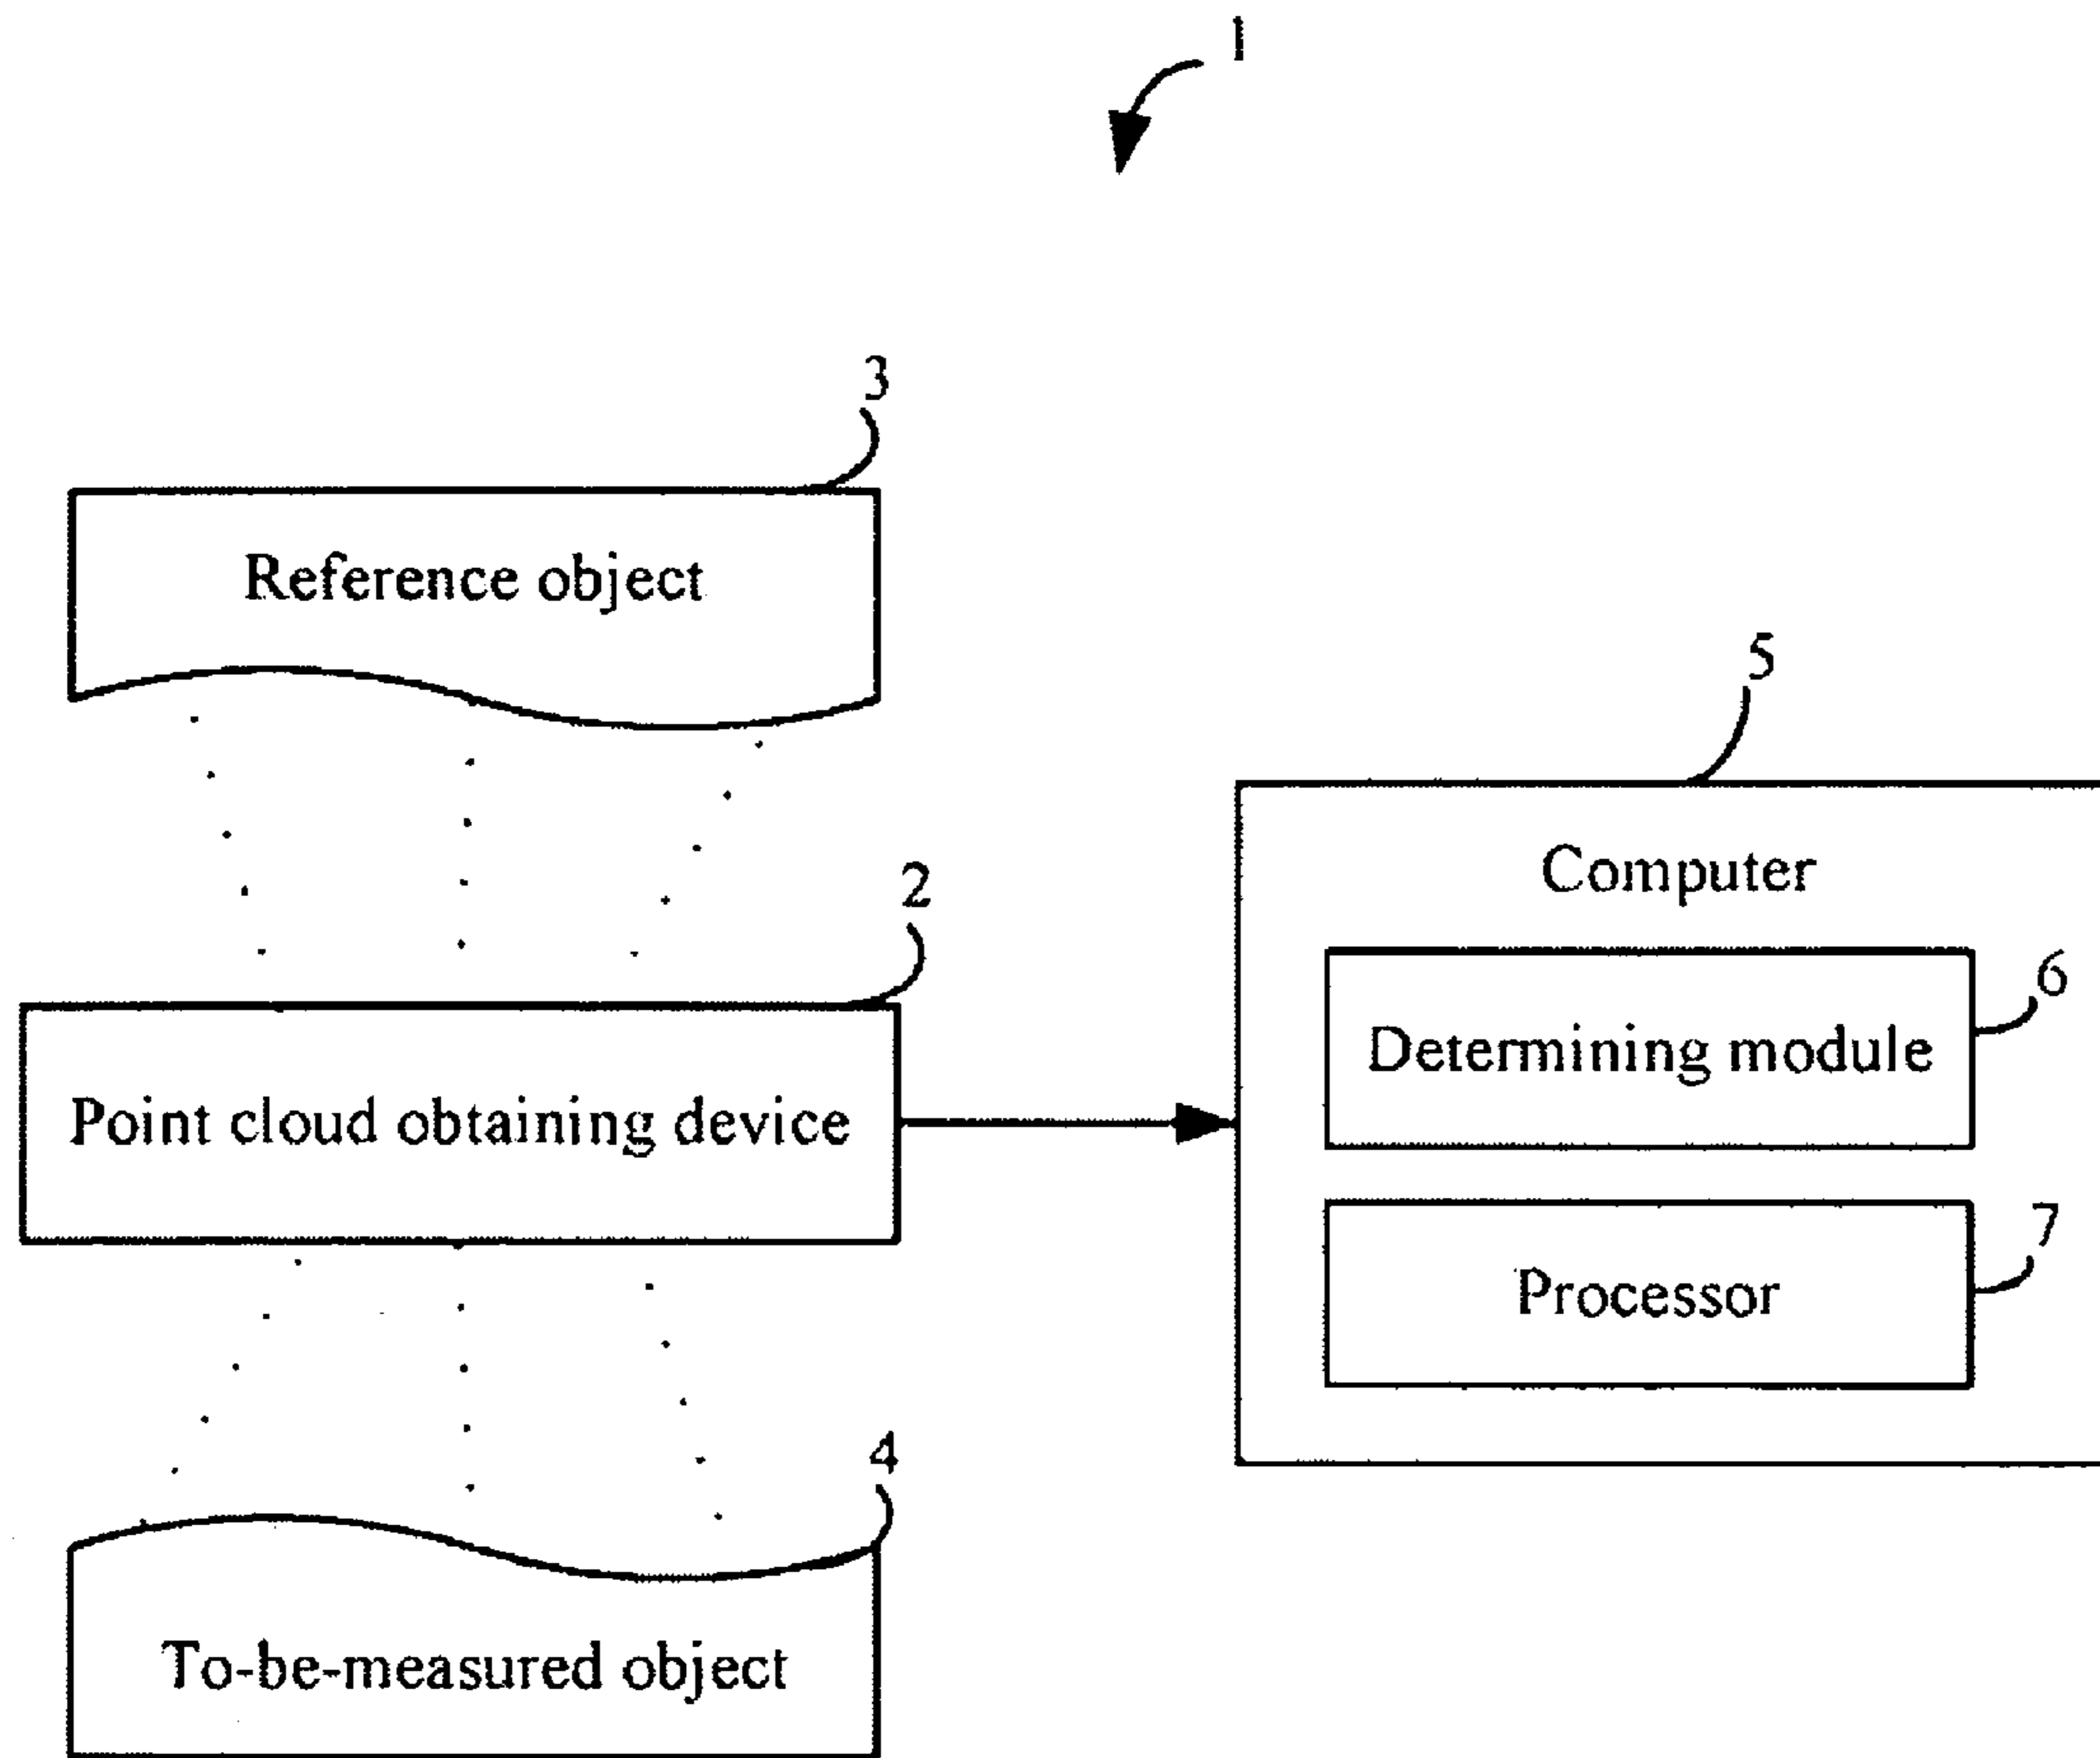 1
3
Reference object
5
Computer
2
6
Determining module
Point cloud obtaining device
7
Processor
4
To-be-measured object